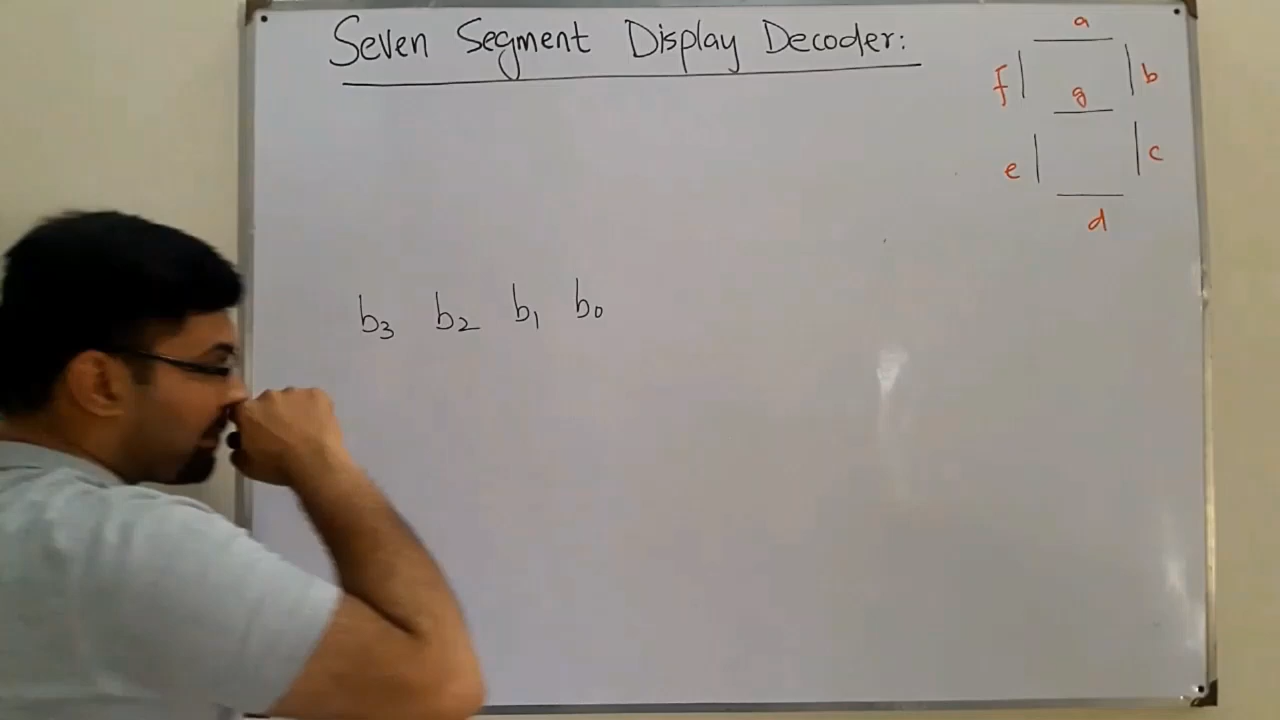 Seven Segment Display Decoder:
a
f b
g
e c
d
b3 b2 b1 b0